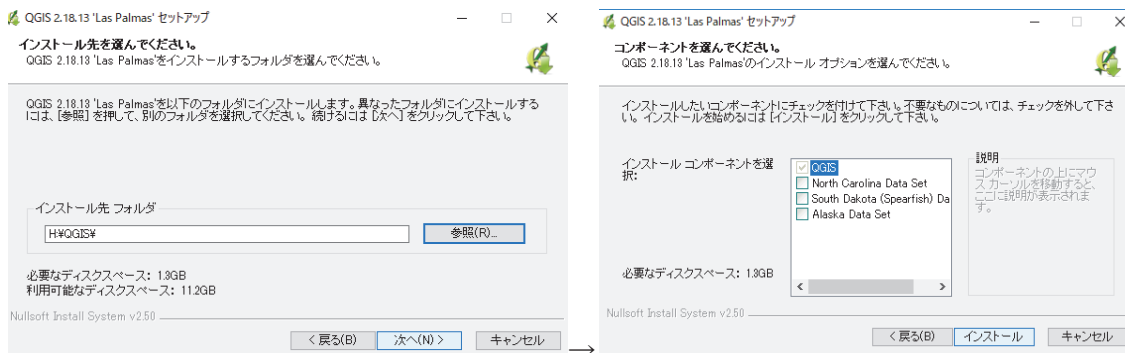 QGIS 2.18.13 'Las Palmas' セットアップ
インストール先を選んでください。
QGIS 2.18.13 'Las Palmas'をインストールするフォルダを選んでください。
QGIS 2.18.13 'Las Palmas'を以下のフォルダにインストールします。異なったフォルダにインストールする
には、[参照] を押して、別のフォルダを選択してください。続けるには [次へ] をクリックして下さい。
インストール先 フォルダ
H:¥QGIS¥
参照(R)...
必要なディスクスペース: 1.3GB
利用可能なディスクスペース: 11.2GB
Nullsoft Install System v2.50
< 戻る(B)
次へ(N) >
キャンセル
→
QGIS 2.18.13 'Las Palmas' セットアップ
コンポーネントを選んでください。
QGIS 2.18.13 'Las Palmas'のインストール オプションを選んでください。
インストールしたいコンポーネントにチェックを付けて下さい。不要なものについては、チェックを外して下さ
い。インストールを始めるには [インストール] をクリックして下さい。
インストール コンポーネントを選
択:
QGIS
North Carolina Data Set
South Dakota (Spearfish) Da
Alaska Data Set
説明
コンポーネントの上にマウ
ス カーソルを移動すると、
ここに説明が表示されま
す。
必要なディスクスペース: 1.3GB
Nullsoft Install System v2.50
< 戻る(B)
インストール
キャンセル